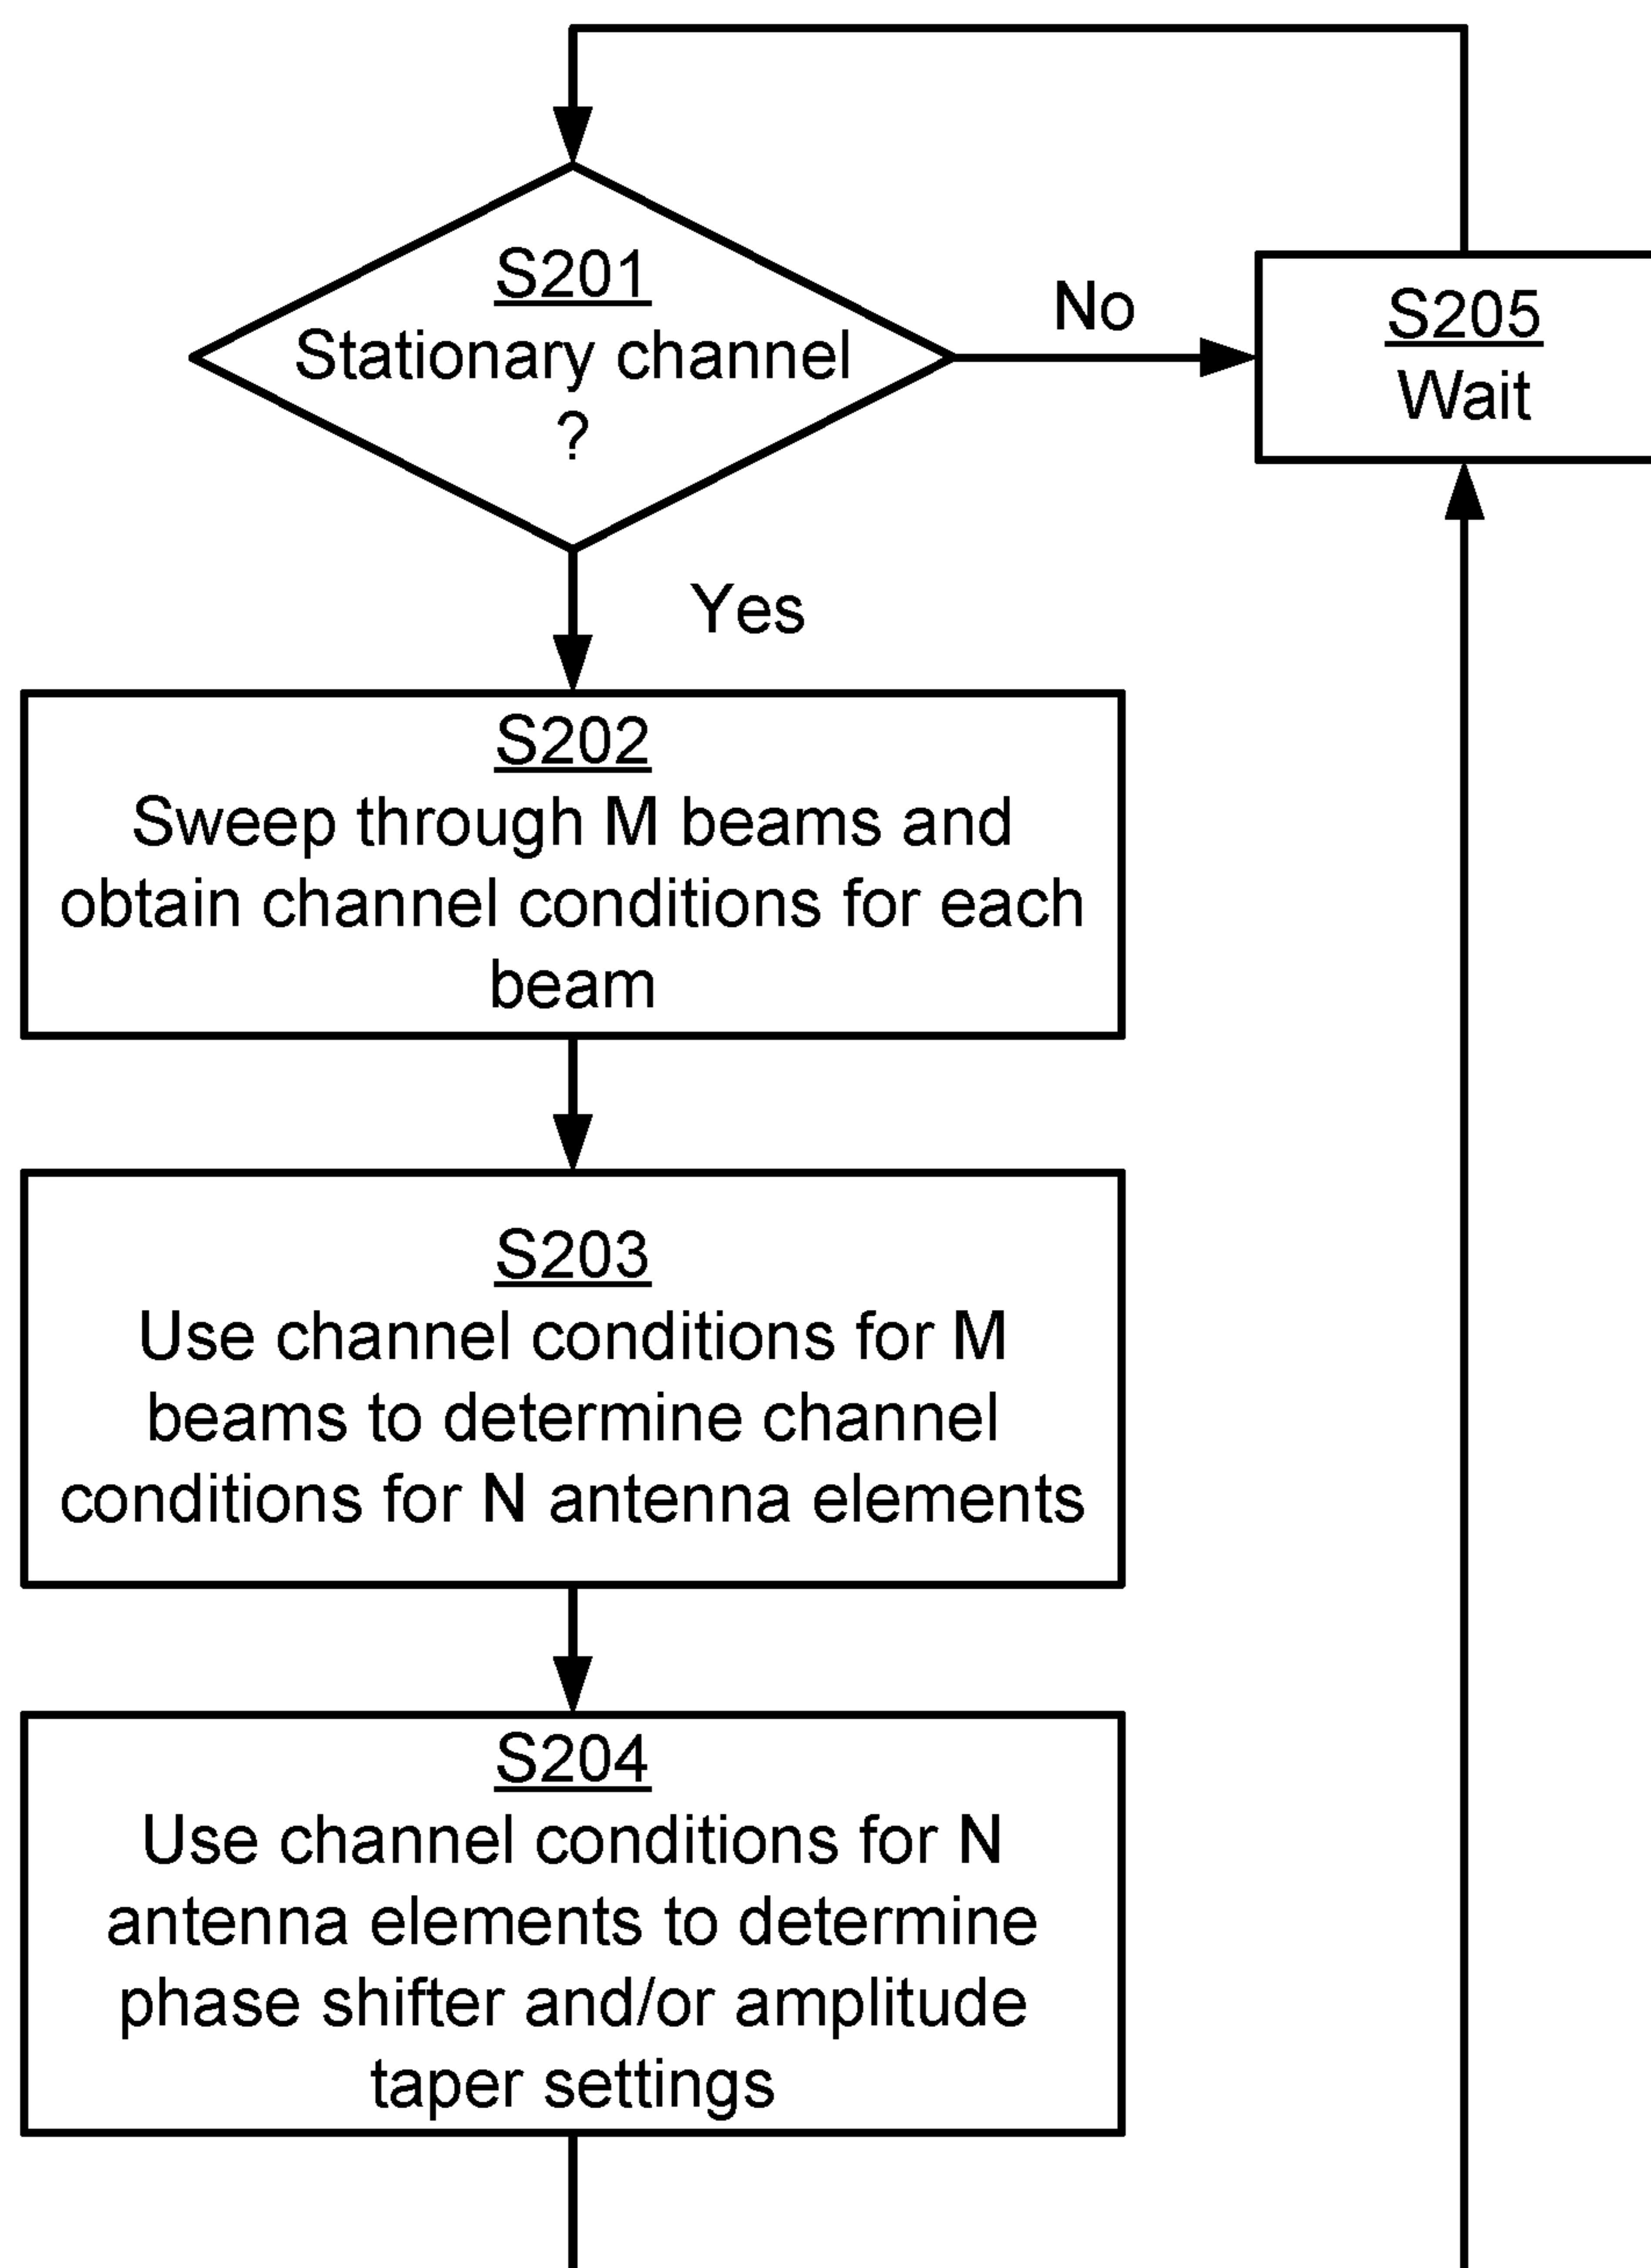 S201
Stationary channel
?
No
S205
Wait
Yes
S202
Sweep through M beams and
obtain channel conditions for each
beam
S203
Use channel conditions for M
beams to determine channel
conditions for N antenna elements
S204
Use channel conditions for N
antenna elements to determine
phase shifter and/or amplitude
taper settings